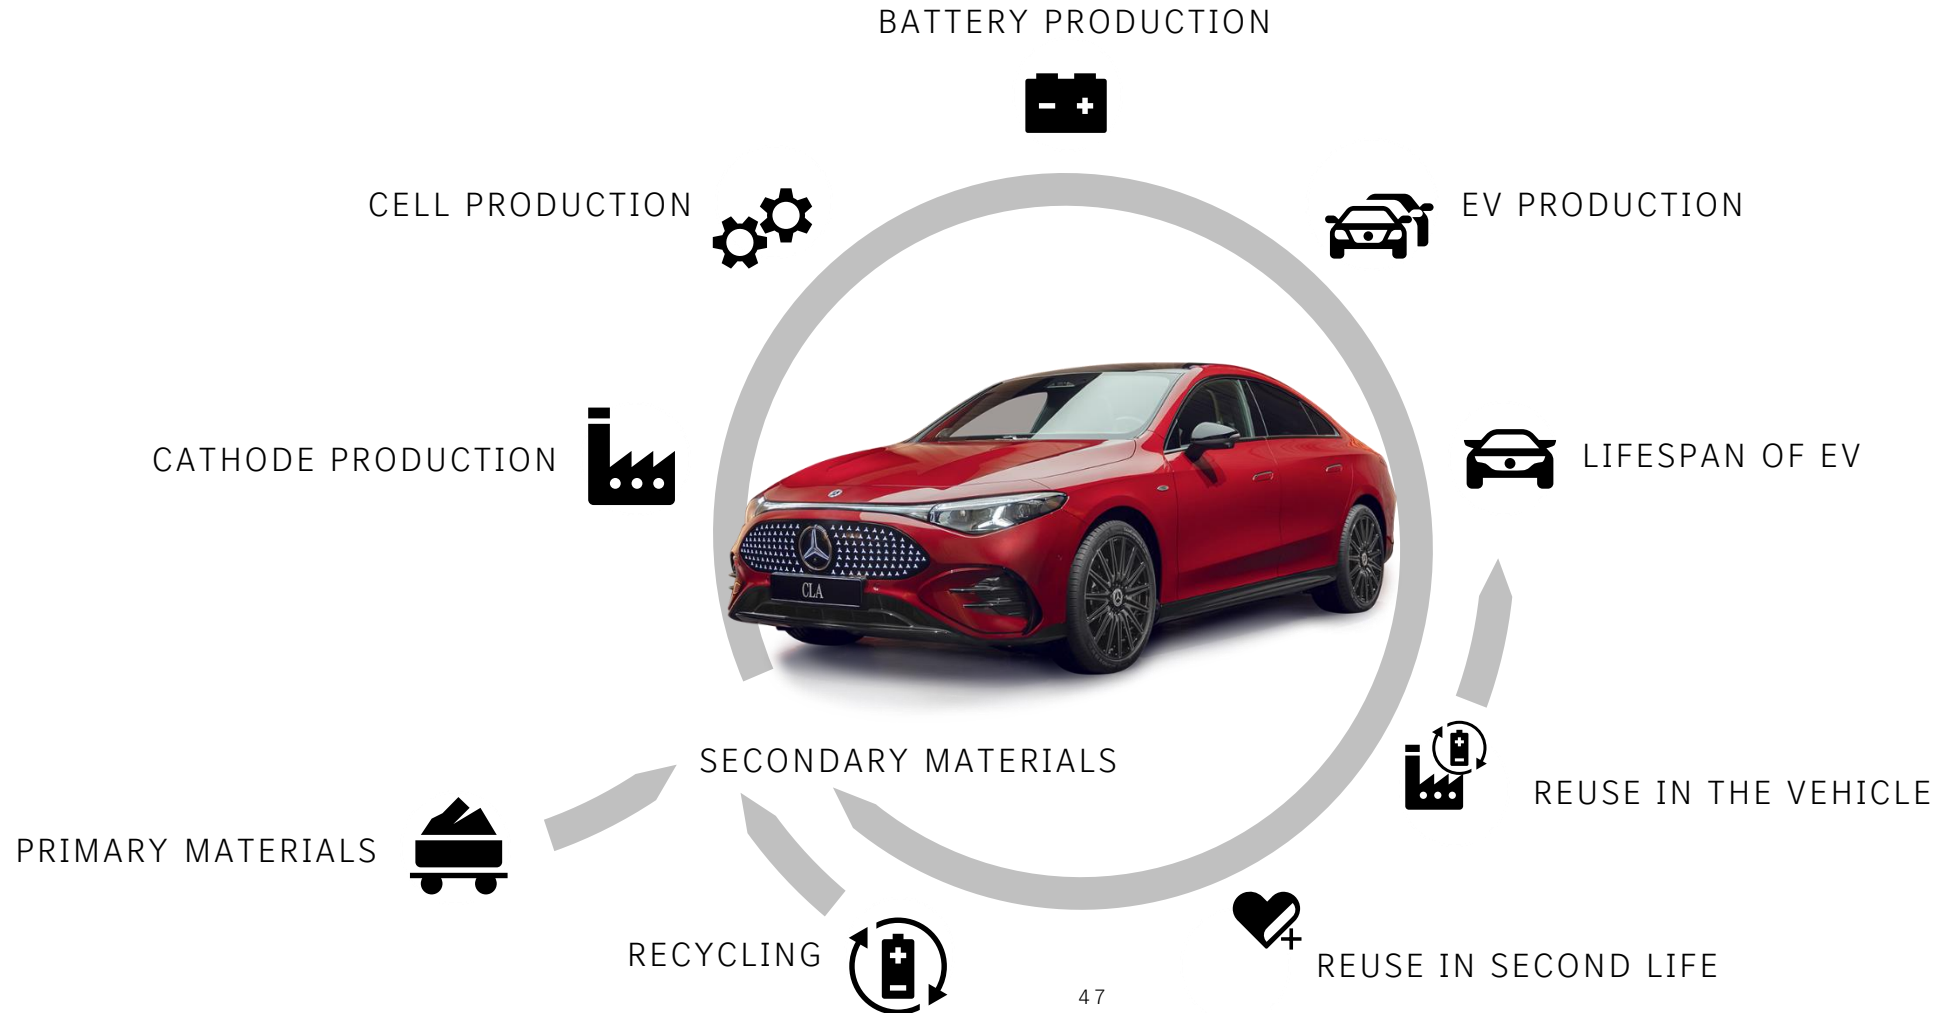 BATTERY PRODUCTION
CELL PRODUCTION
EV PRODUCTION
CATHODE PRODUCTION
LIFESPAN OF EV
CLA
SECONDARY MATERIALS
REUSE IN THE VEHICLE
PRIMARY MATERIALS
RECYCLING
REUSE IN SECOND LIFE
47